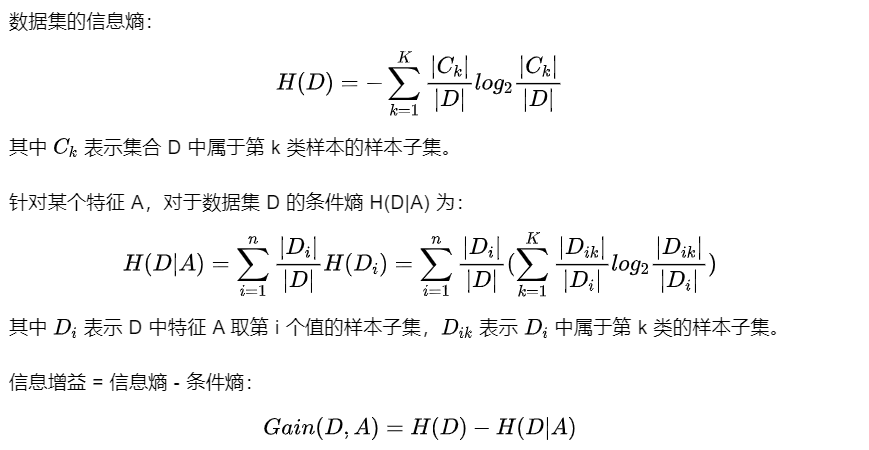 数据集的信息熵：
$$H(D) = -\sum_{k=1}^{K} \frac{|C_k|}{|D|} log_2 \frac{|C_k|}{|D|}$$
其中 $C_k$ 表示集合 D 中属于第 k 类样本的样本子集。
针对某个特征 A，对于数据集 D 的条件熵 H(D|A) 为：
$$H(D|A) = \sum_{i=1}^{n} \frac{|D_i|}{|D|} H(D_i) = \sum_{i=1}^{n} \frac{|D_i|}{|D|} (\sum_{k=1}^{K} \frac{|D_{ik}|}{|D_i|} log_2 \frac{|D_{ik}|}{|D_i|})$$
其中 $D_i$ 表示 D 中特征 A 取第 i 个值的样本子集，$D_{ik}$ 表示 $D_i$ 中属于第 k 类的样本子集。
信息增益 = 信息熵 - 条件熵：
$$Gain(D, A) = H(D) - H(D|A)$$